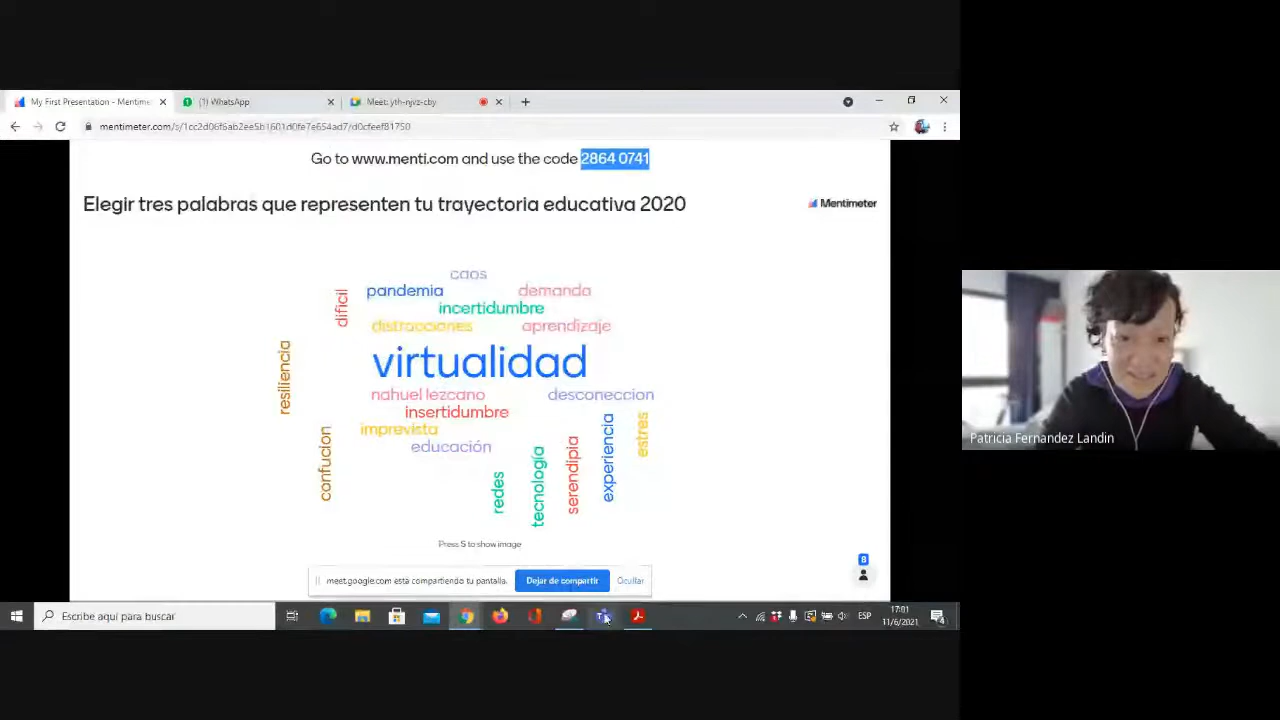 My First Presentation - Mentime
(1) WhatsApp
Meet: yth-njvz-cby
mentimeter.com/s/1cc2d06f6ab2ee5b1601d0fe7e654ad7/d0cfeef81750
Go to www.menti.com and use the code 2864 0741
Elegir tres palabras que representen tu trayectoria educativa 2020
Mentimeter
caos
pandemia
demanda
dificil
incertidumbre
distracciones
aprendizaje
resiliencia
virtualidad
nahuel lezcano
desconeccion
insertidumbre
imprevista
educación
confucion
redes
tecnología
serendipia
experiencia
estres
Press S to show image
8
meet.google.com está compartiendo tu pantalla.
Dejar de compartir
Ocultar
Patricia Fernandez Landin
Escribe aquí para buscar
ESP
17:01
11/6/2021
4